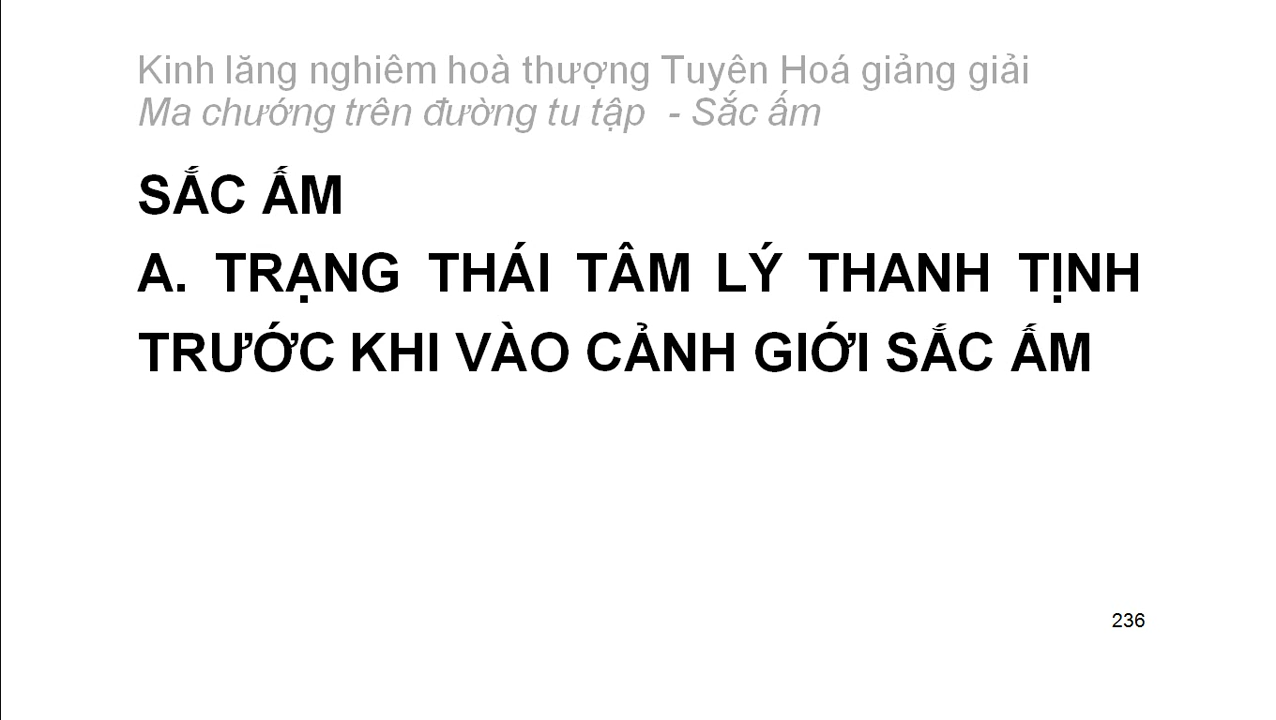 Kinh lăng nghiêm hoà thượng Tuyên Hoá giảng giải
Ma chướng trên đường tu tập - Sắc ấm
SẮC ẤM
A. TRẠNG THÁI TÂM LÝ THANH TỊNH
TRƯỚC KHI VÀO CẢNH GIỚI SẮC ẤM
236